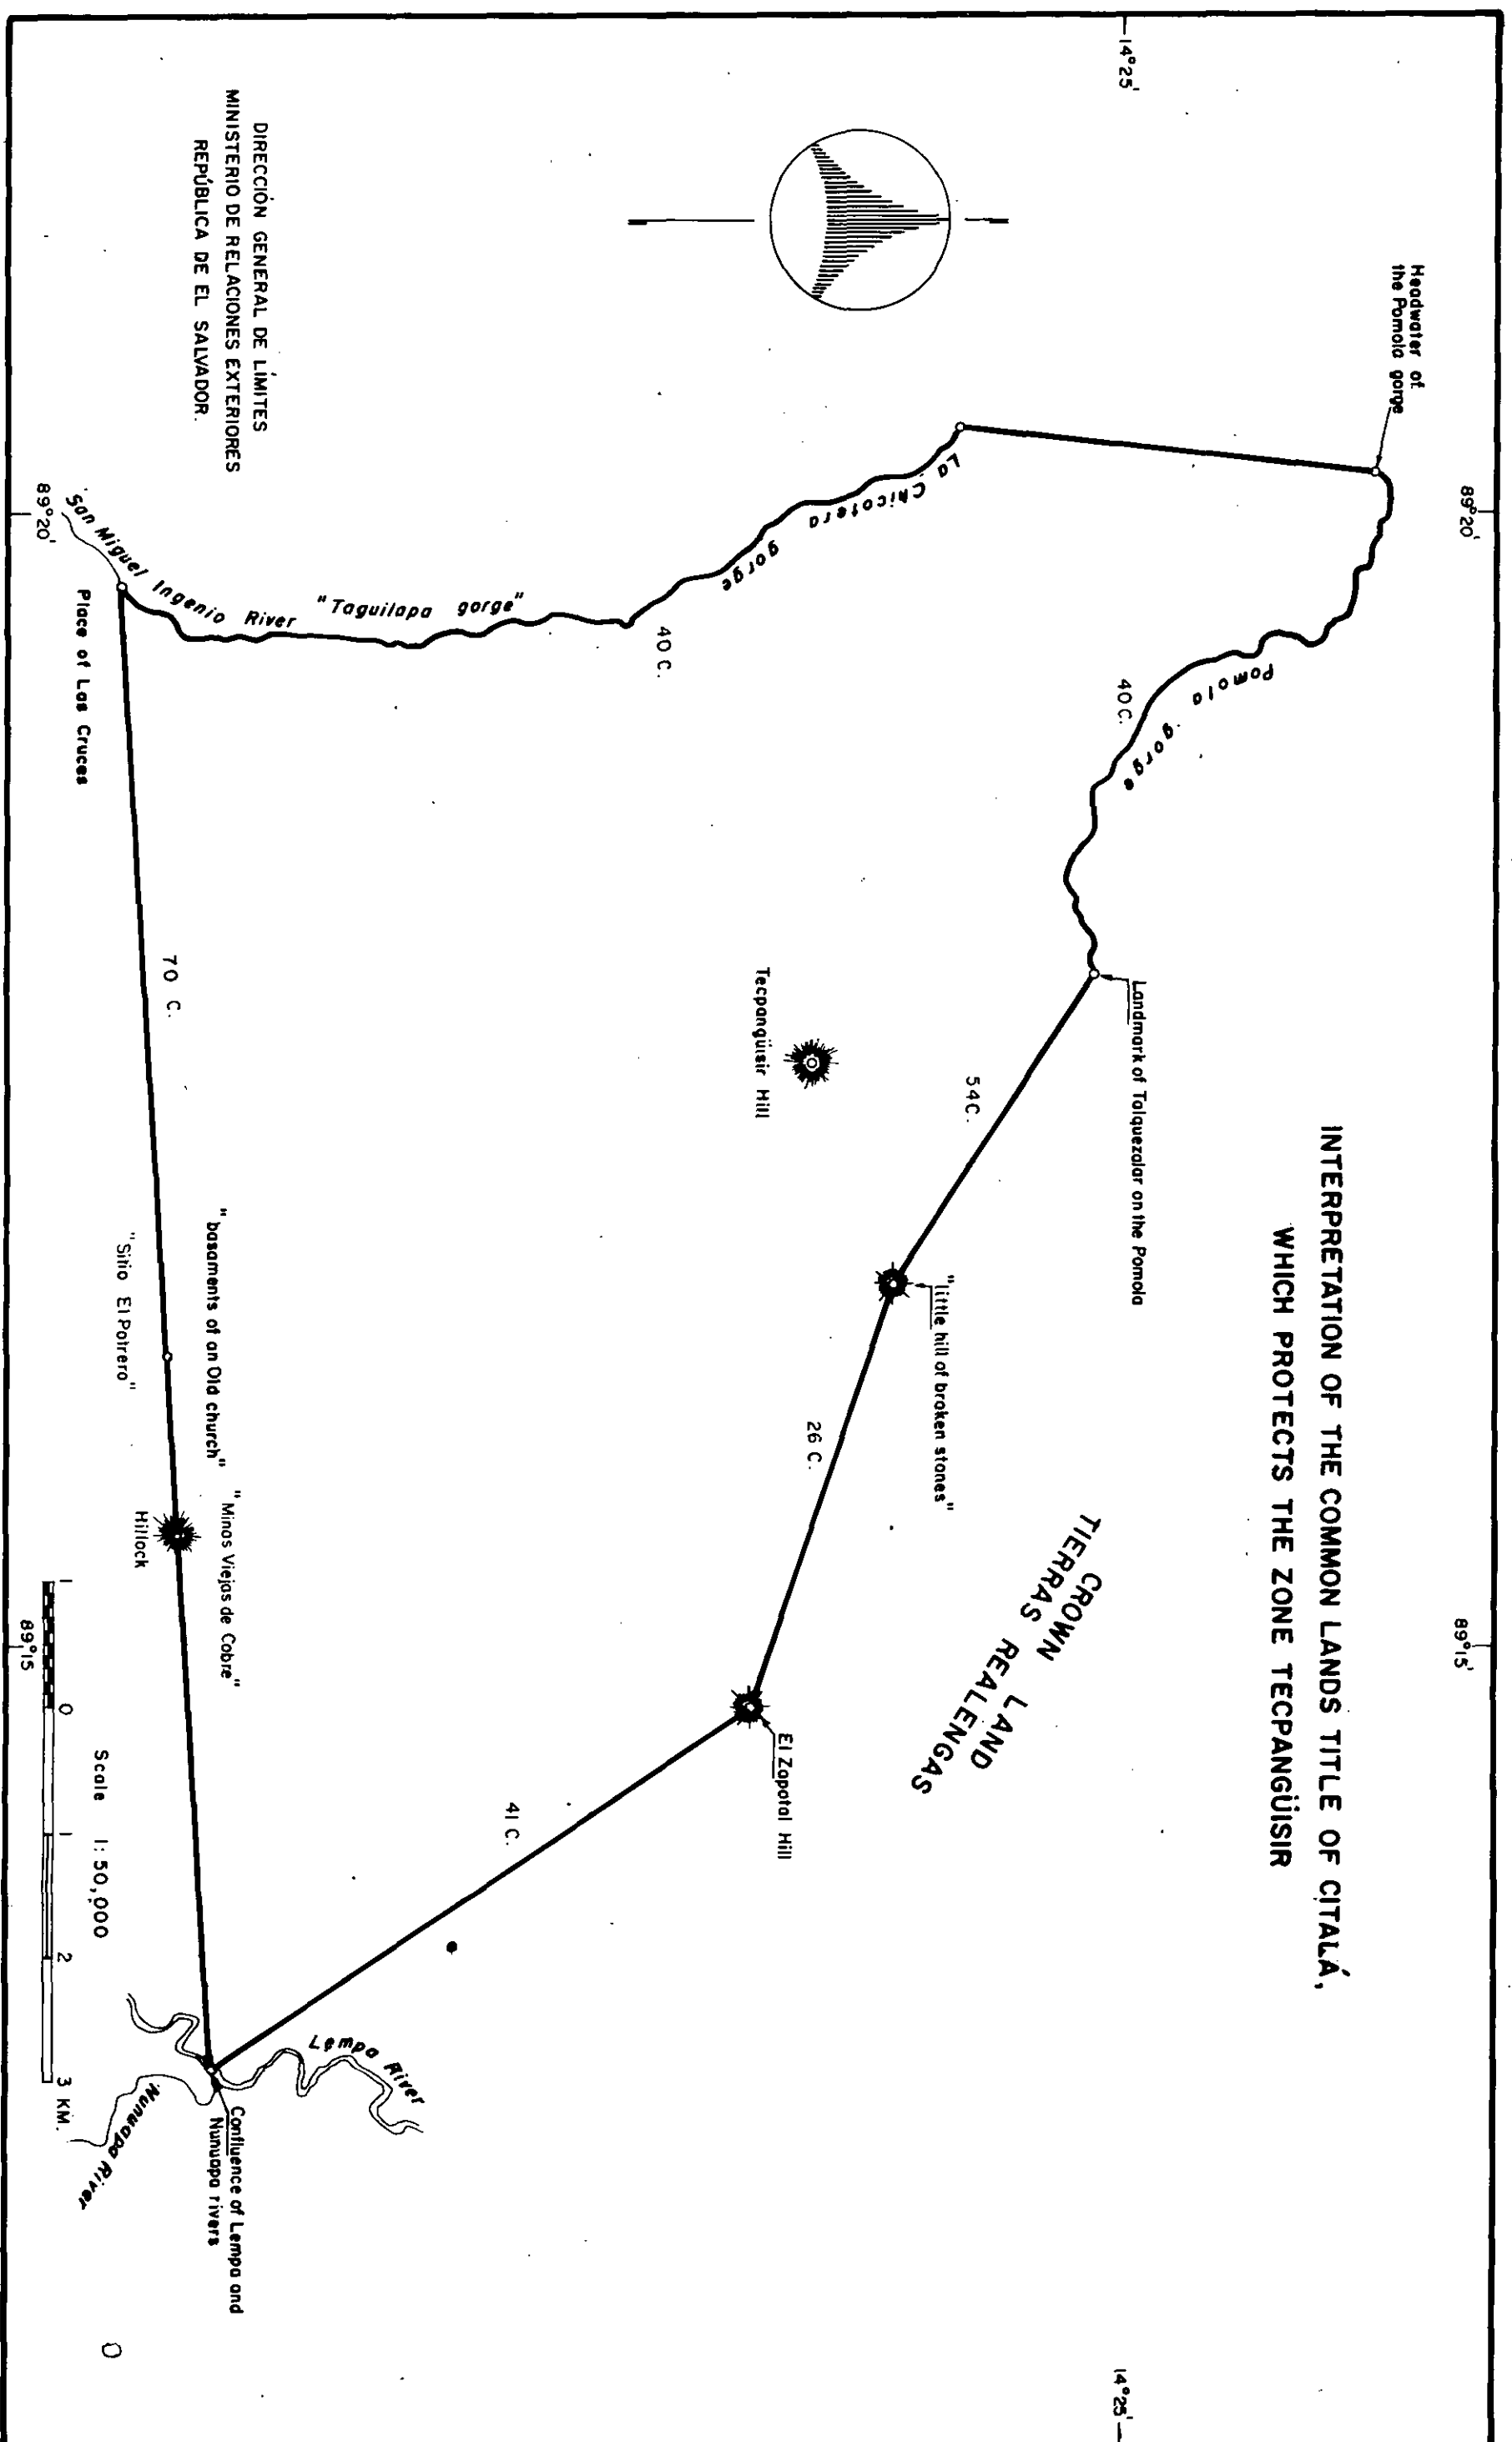 INTERPRETATION OF THE COMMON LANDS TITLE OF CITALÁ,
WHICH PROTECTS THE ZONE TECPANGÜISIR
89°20'
89°15'
14°25'
14°25'
Headwater of
the Pomola gorge
Pomola gorge
40 C.
Landmark of Talquezalar on the Pomola
54 C.
"little hill of broken stones"
CROWN LAND
TIERRAS REALENGAS
26 C.
El Zapotal Hill
Tecpangüisir Hill
La Chicotera gorge
40 C.
"Taguilapa gorge"
San Miguel Ingenio River
Place of Las Cruces
41 C.
Lempa River
Confluence of Lempa and
Nunuapa rivers
Nunuapa River
70 C.
"basaments of an Old church"
"Minas Viejas de Cobre"
"Sitio El Potrero"
Hillock
DIRECCIÓN GENERAL DE LÍMITES
MINISTERIO DE RELACIONES EXTERIORES
REPÚBLICA DE EL SALVADOR.
Scale 1:50,000
1 0 1 2 3 KM.
89°20'
89°15